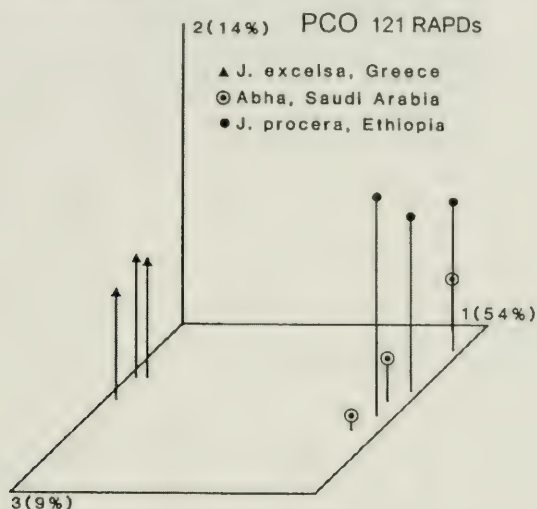 2(14%) PCO 121 RAPDs
J. excelsa, Greece
Abha, Saudi Arabia
J. procera, Ethiopia
1(54%)
3(9%)